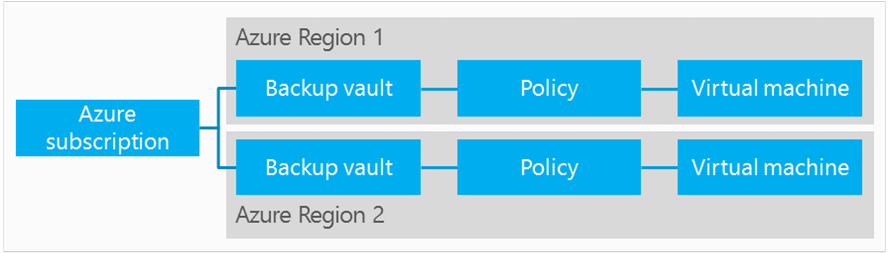 Azure Region 1
Backup vault
Policy
Virtual machine
Azure
subscription
Backup vault
Policy
Virtual machine
Azure Region 2